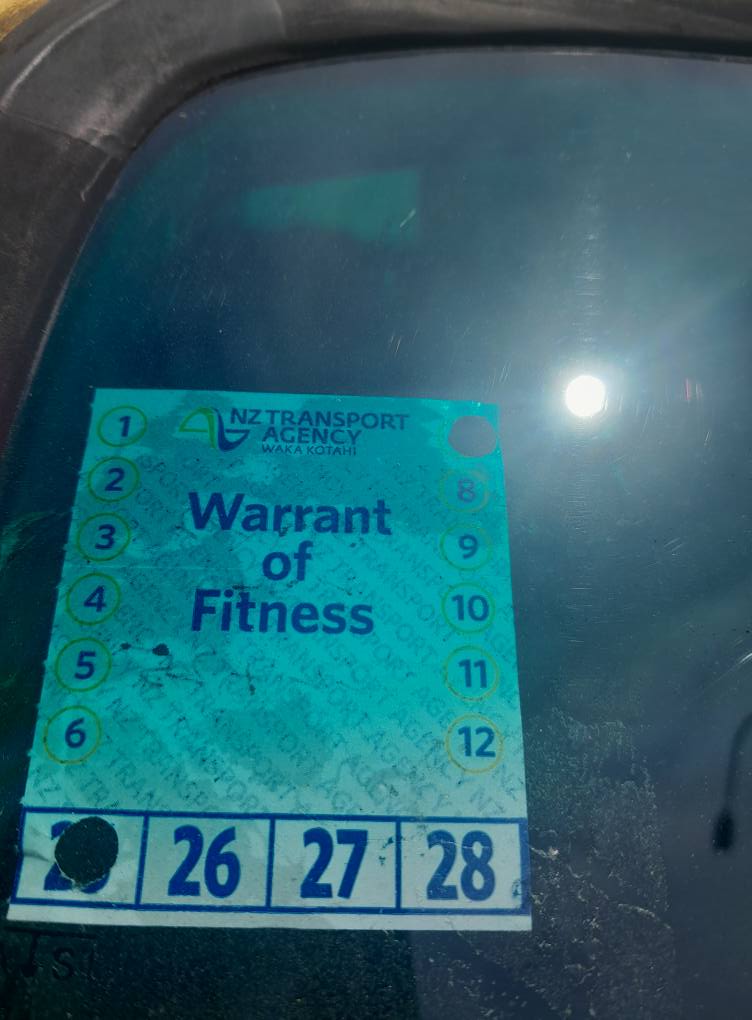 NZ TRANSPORT
AGENCY
WAKA KOTAHI
Warrant
of
Fitness
1
2
3
4
5
6
8
9
10
11
12
26
27
28